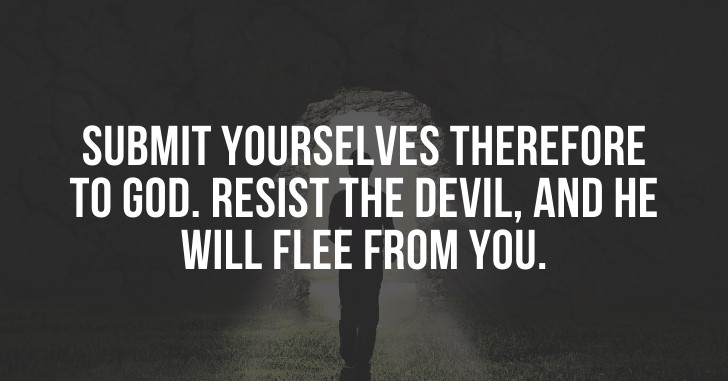 SUBMIT YOURSELVES THEREFORE
TO GOD. RESIST THE DEVIL, AND HE
WILL FLEE FROM YOU.